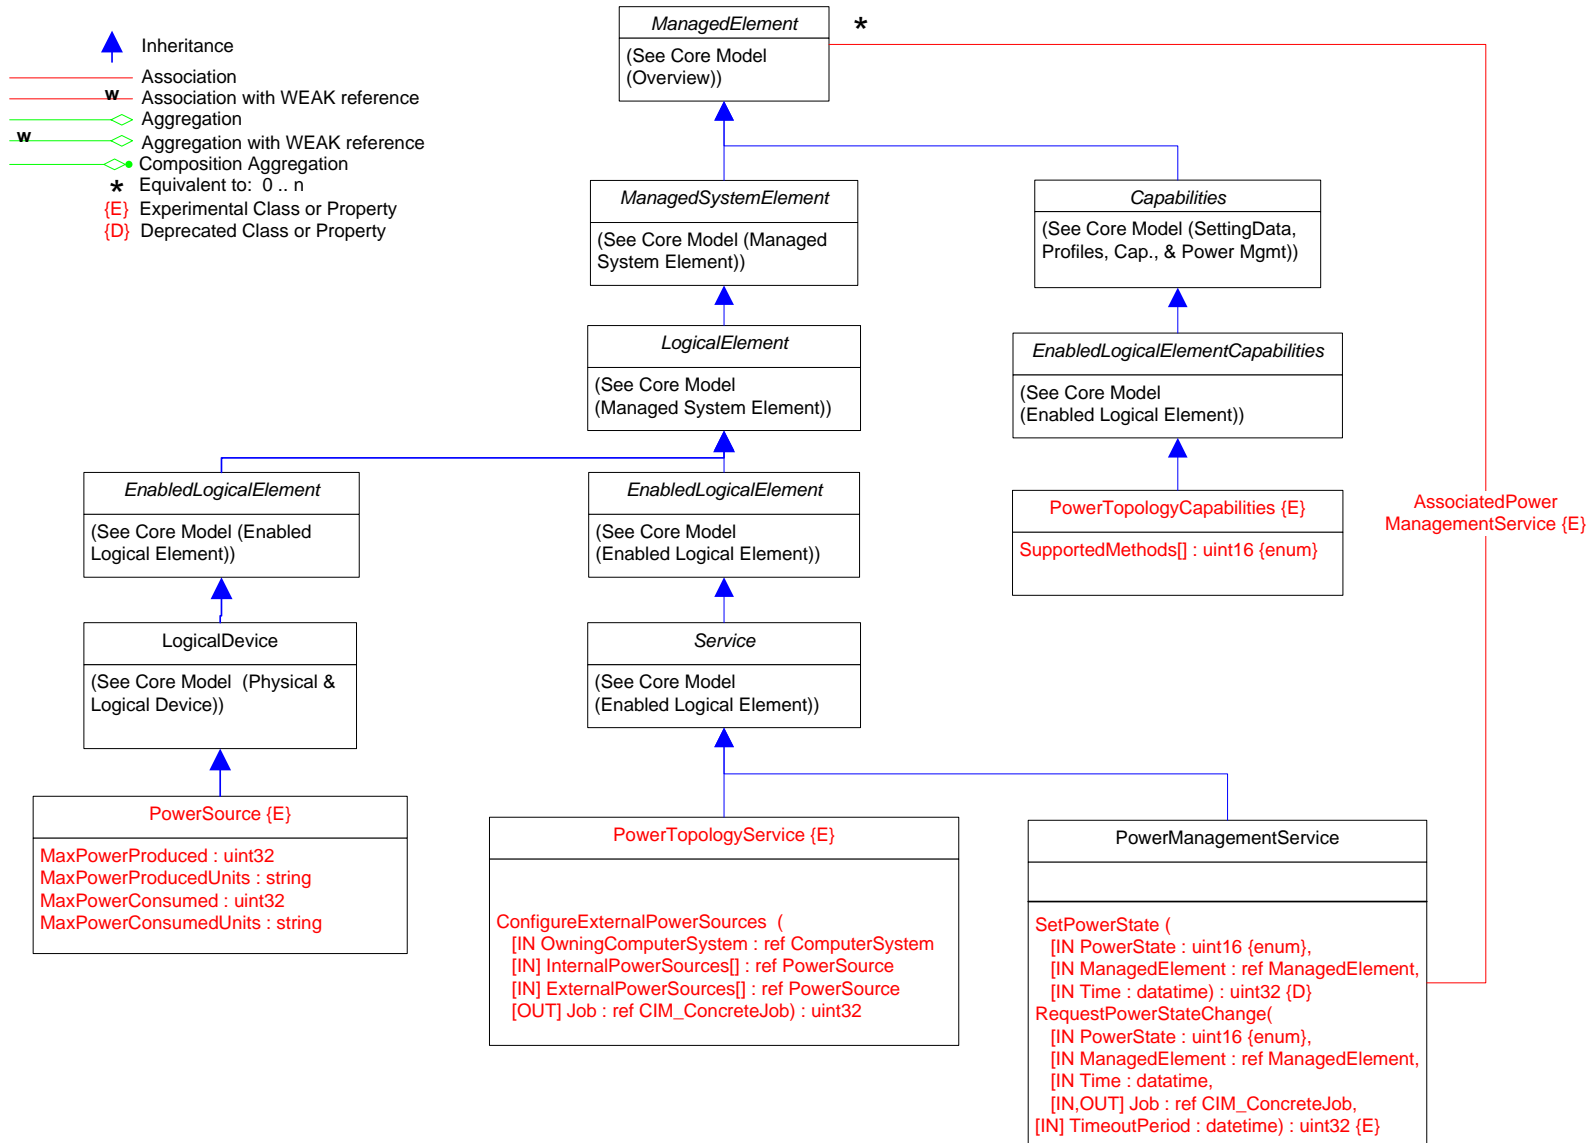 Inheritance
Association
w
Association with WEAK reference
Aggregation
w
Aggregation with WEAK reference
Composition Aggregation
* Equivalent to: 0 .. n
{E} Experimental Class or Property
{D} Deprecated Class or Property
ManagedElement
*
(See Core Model
(Overview))
ManagedSystemElement
(See Core Model (Managed
System Element))
Capabilities
(See Core Model (SettingData,
Profiles, Cap., & Power Mgmt))
LogicalElement
(See Core Model
(Managed System Element))
EnabledLogicalElementCapabilities
(See Core Model
(Enabled Logical Element))
EnabledLogicalElement
(See Core Model (Enabled
Logical Element))
EnabledLogicalElement
(See Core Model
(Enabled Logical Element))
PowerTopologyCapabilities {E}
SupportedMethods[] : uint16 {enum}
AssociatedPower
ManagementService {E}
LogicalDevice
(See Core Model (Physical &
Logical Device))
Service
(See Core Model
(Enabled Logical Element))
PowerSource {E}
MaxPowerProduced : uint32
MaxPowerProducedUnits : string
MaxPowerConsumed : uint32
MaxPowerConsumedUnits : string
PowerTopologyService {E}
ConfigureExternalPowerSources (
[IN OwningComputerSystem : ref ComputerSystem
[IN] InternalPowerSources[] : ref PowerSource
[IN] ExternalPowerSources[] : ref PowerSource
[OUT] Job : ref CIM_ConcreteJob) : uint32
PowerManagementService
SetPowerState (
[IN PowerState : uint16 {enum},
[IN ManagedElement : ref ManagedElement,
[IN Time : datatime) : uint32 {D}
RequestPowerStateChange(
[IN PowerState : uint16 {enum},
[IN ManagedElement : ref ManagedElement,
[IN Time : datatime,
[IN,OUT] Job : ref CIM_ConcreteJob,
[IN] TimeoutPeriod : datetime) : uint32 {E}